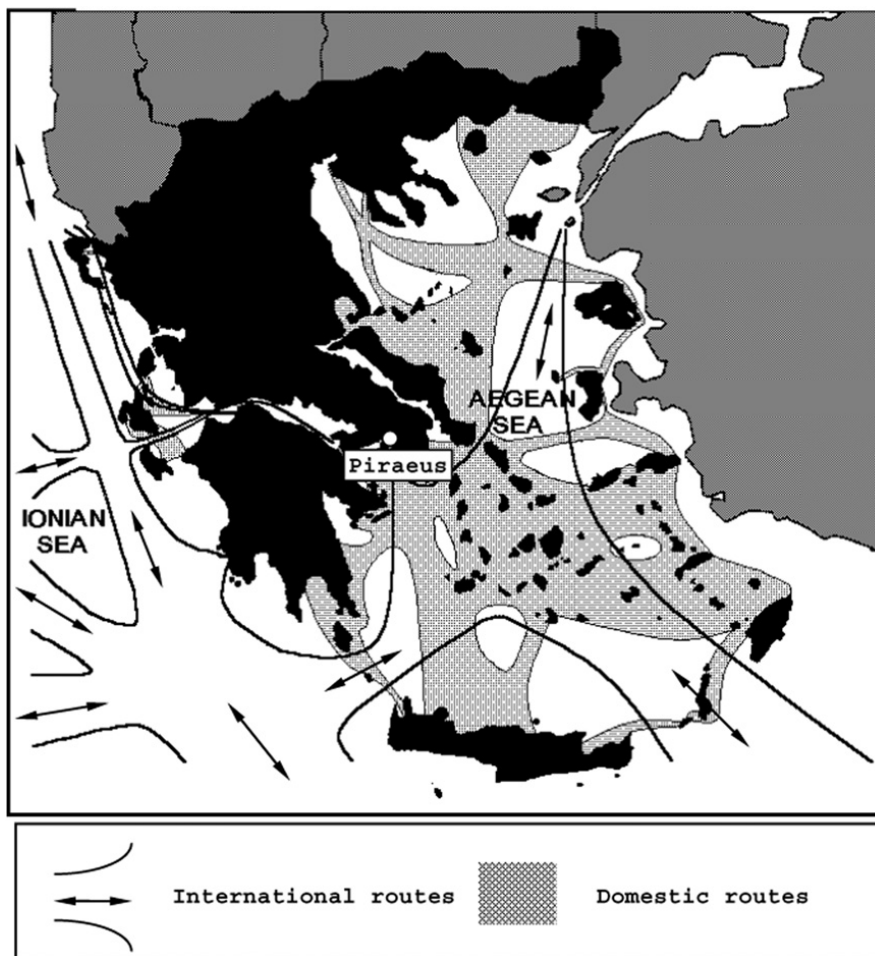 AEGEAN
SEA
Piraeus
IONIAN
SEA
International routes
Domestic routes